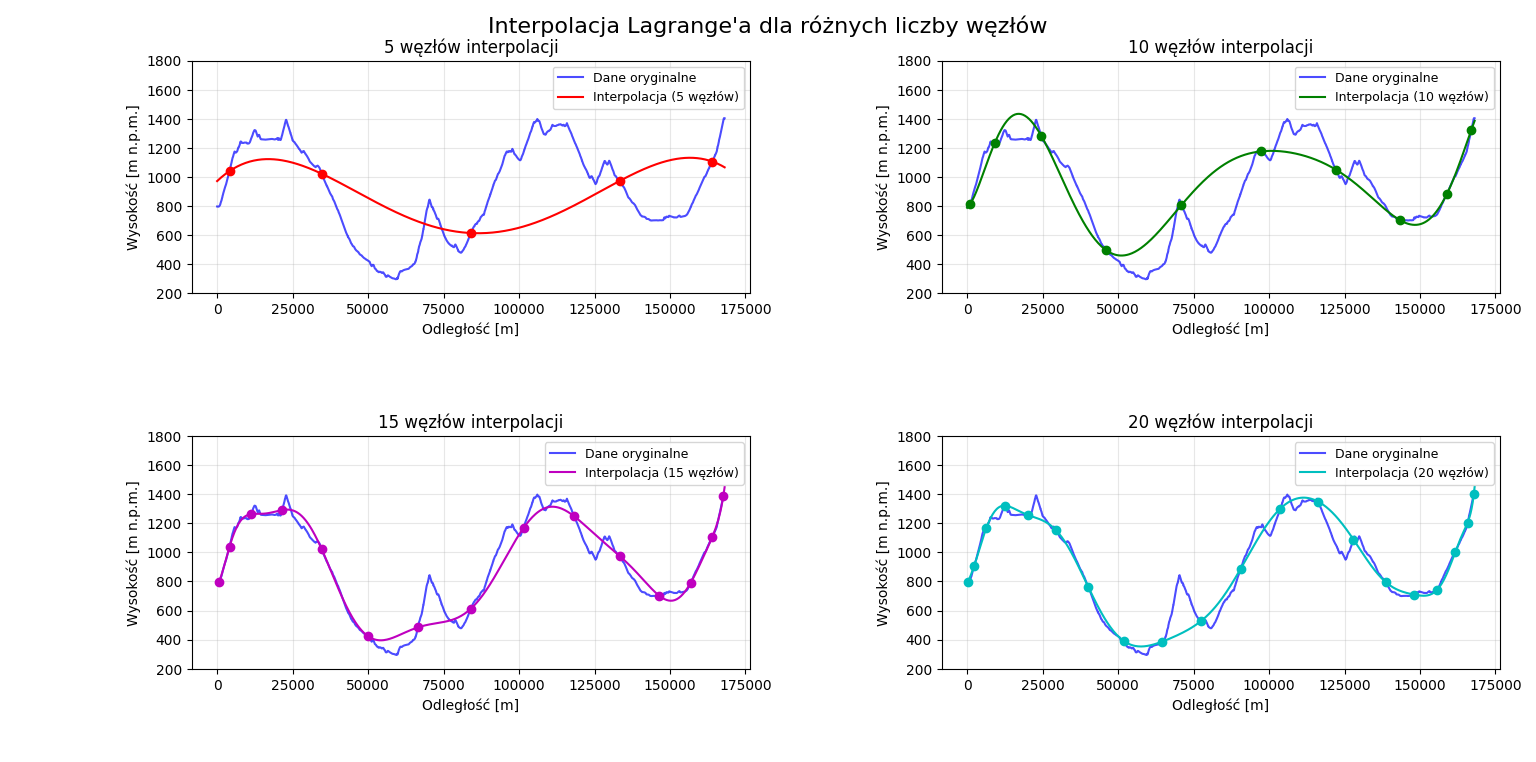 Interpolacja Lagrange'a dla różnych liczby węzłów
5 węzłów interpolacji
1800
1600
1400
1200
1000
800
600
400
200
Wysokość [m n.p.m.]
Dane oryginalne
Interpolacja (5 węzłów)
0 25000 50000 75000 100000 125000 150000 175000
Odległość [m]
10 węzłów interpolacji
1800
1600
1400
1200
1000
800
600
400
200
Wysokość [m n.p.m.]
Dane oryginalne
Interpolacja (10 węzłów)
0 25000 50000 75000 100000 125000 150000 175000
Odległość [m]
15 węzłów interpolacji
1800
1600
1400
1200
1000
800
600
400
200
Wysokość [m n.p.m.]
Dane oryginalne
Interpolacja (15 węzłów)
0 25000 50000 75000 100000 125000 150000 175000
Odległość [m]
20 węzłów interpolacji
1800
1600
1400
1200
1000
800
600
400
200
Wysokość [m n.p.m.]
Dane oryginalne
Interpolacja (20 węzłów)
0 25000 50000 75000 100000 125000 150000 175000
Odległość [m]